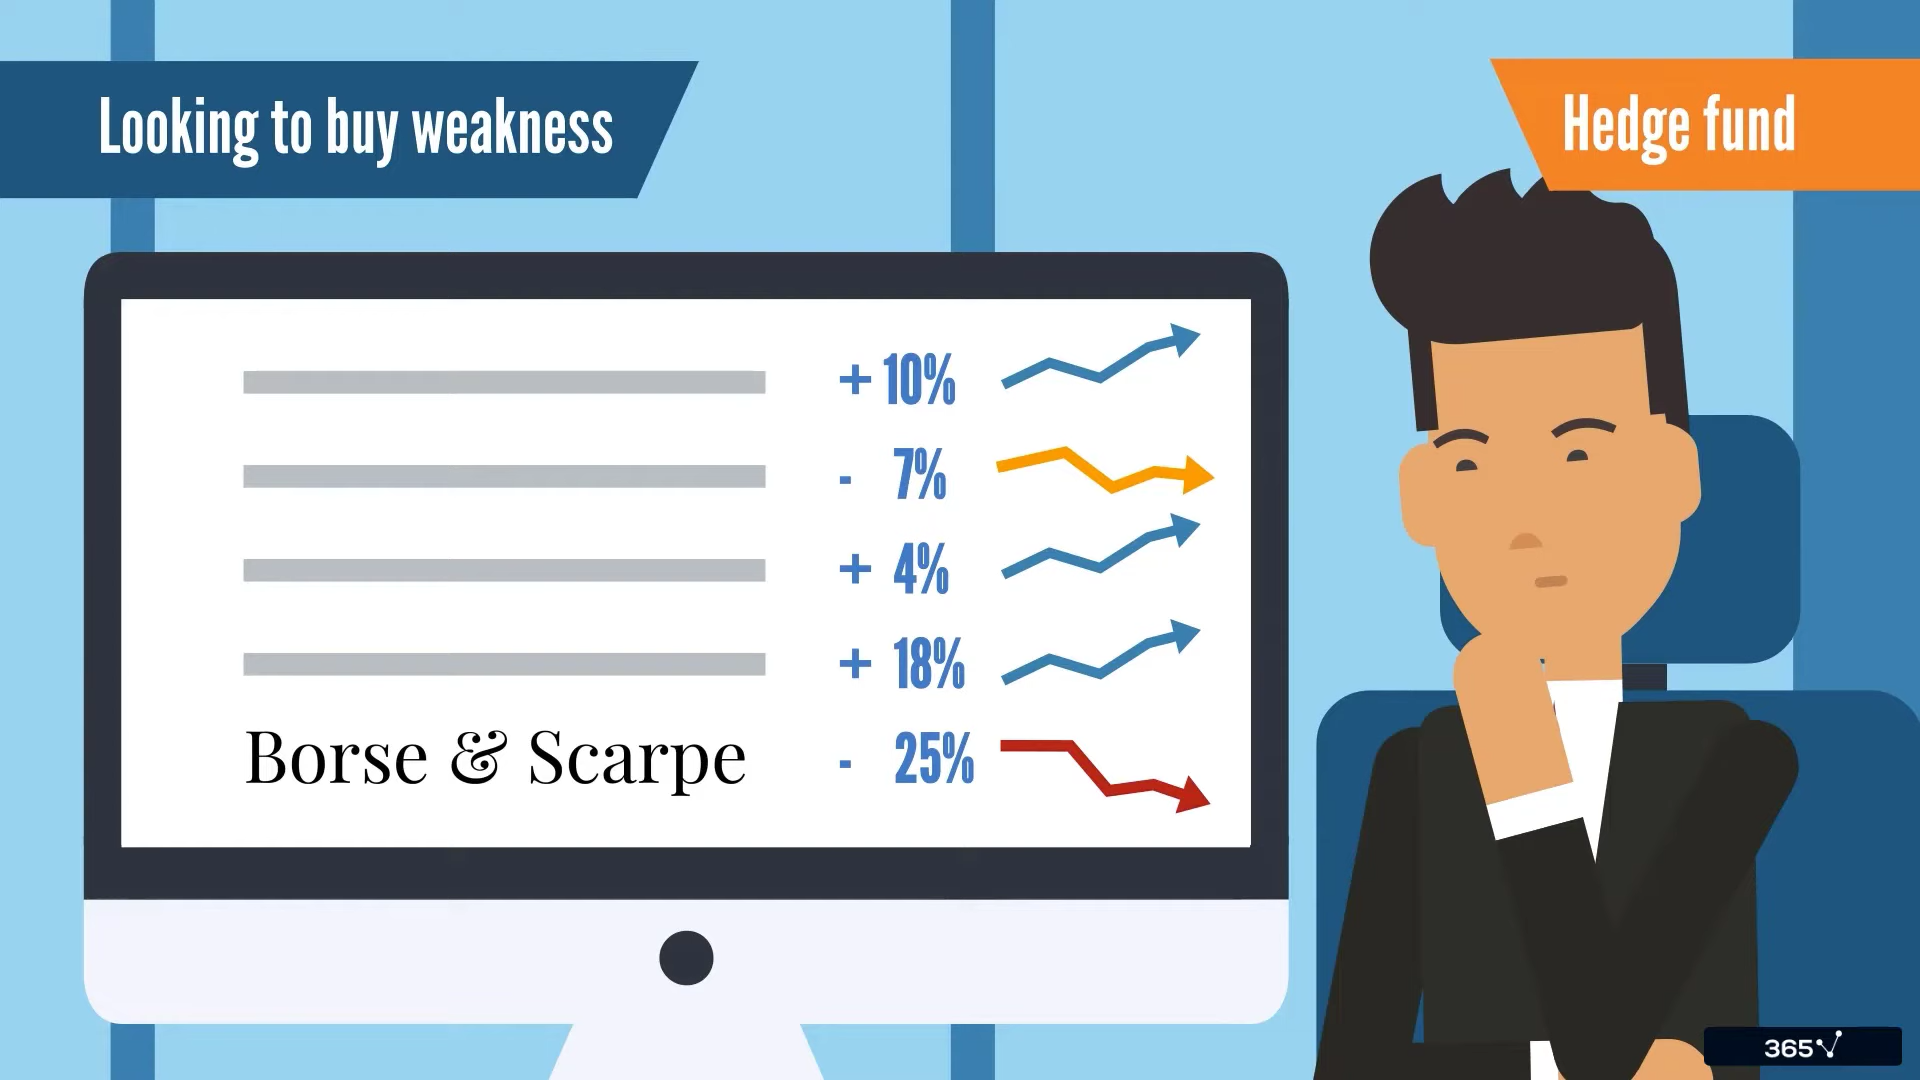 Looking to buy weakness
Hedge fund
+ 10%
- 7%
+ 4%
+ 18%
Borse & Scarpe - 25%
365